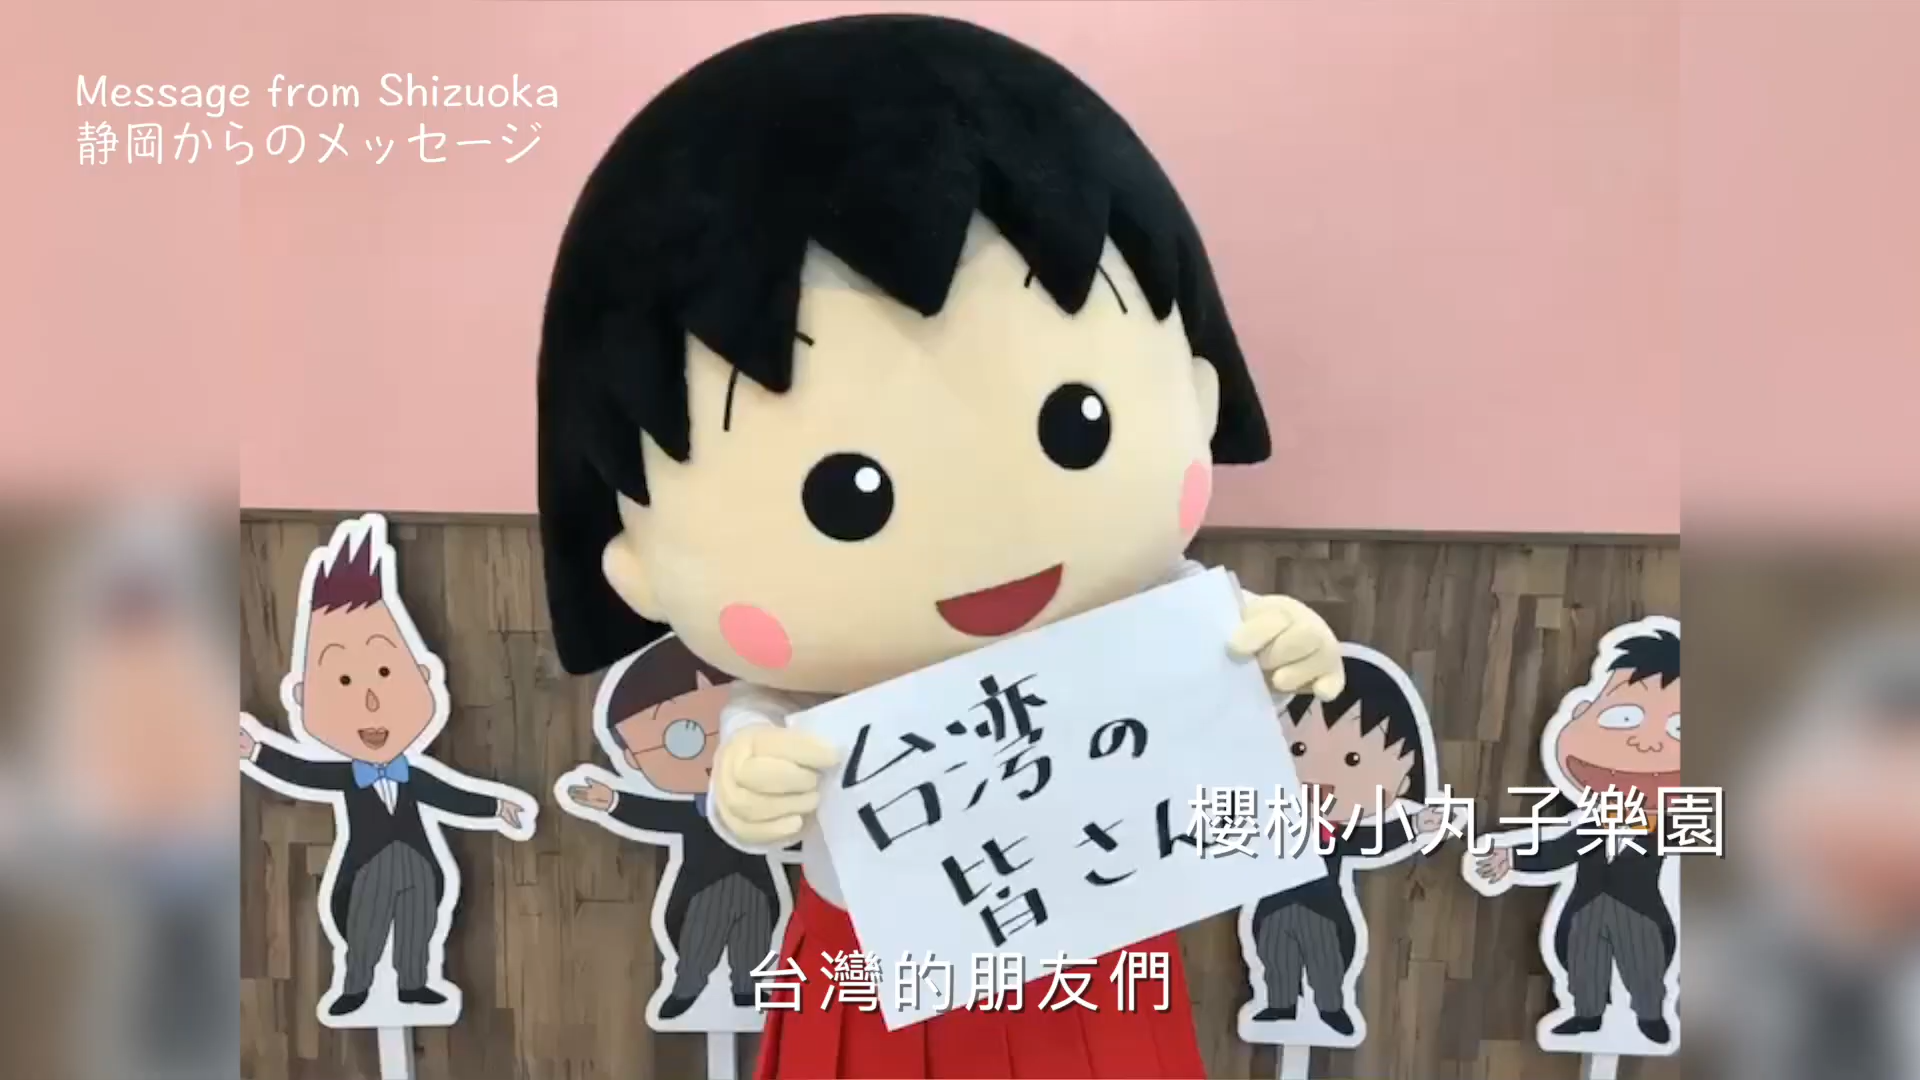 Message from Shizuoka
静岡からのメッセージ
台湾の
皆さん
櫻桃小丸子樂園
台灣的朋友們